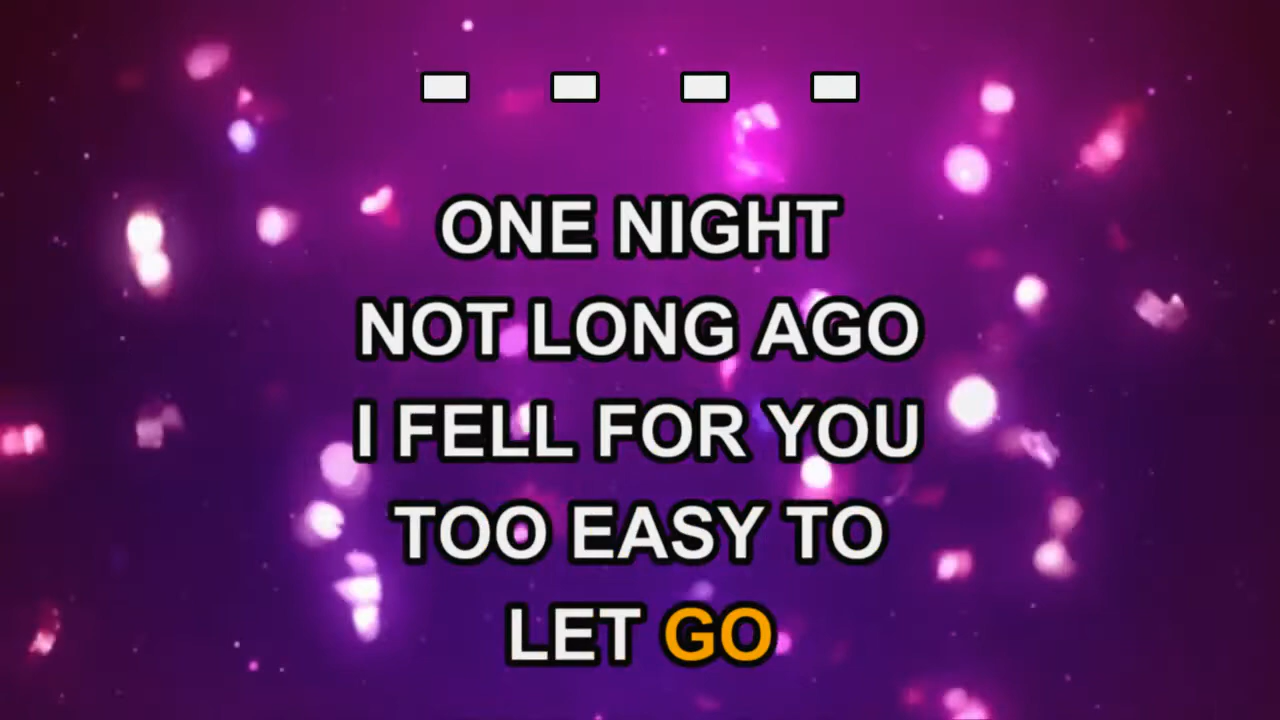 ONE NIGHT
NOT LONG AGO
I FELL FOR YOU
TOO EASY TO
LET GO